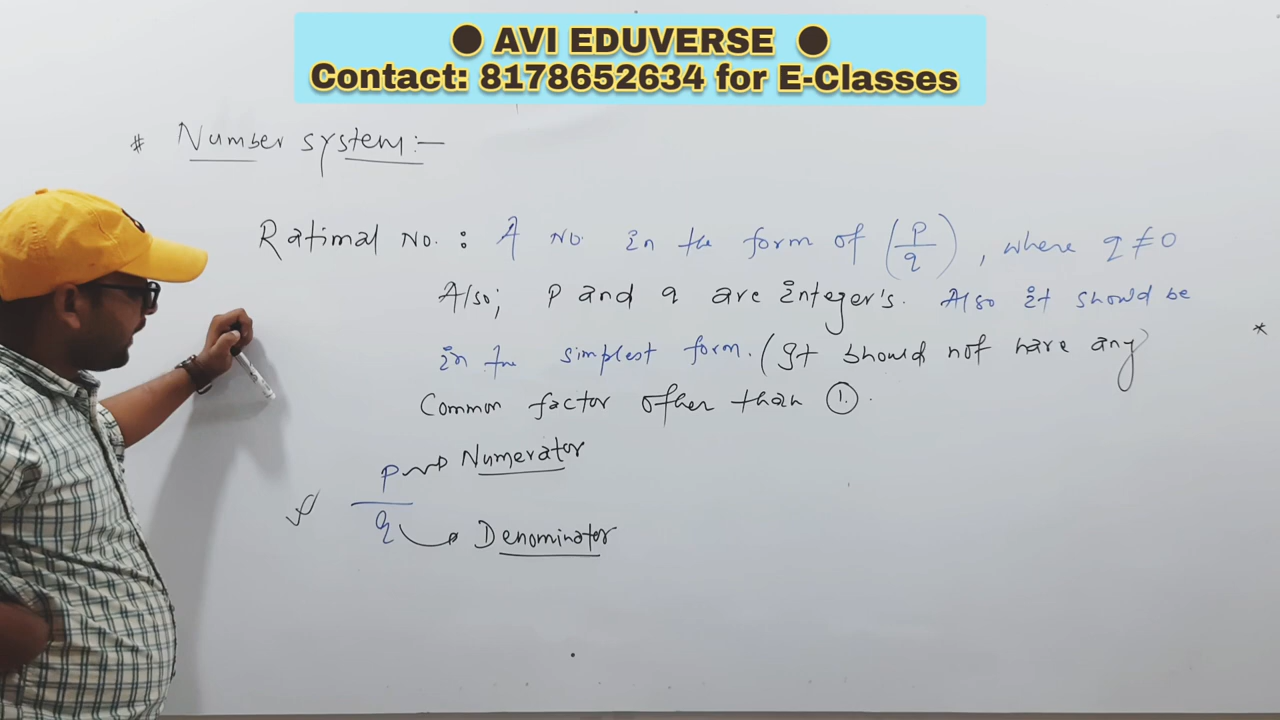 ● AVI EDUVERSE ●
Contact: 8178652634 for E-Classes
# Number system:-
Rational No. : A No. in the form of (p/q), where q ≠ 0
Also; p and q are integer's. Also it should be
in the simplest form. (It should not have any
Common factor other than ①.
p → Numerator
q → Denominator
*